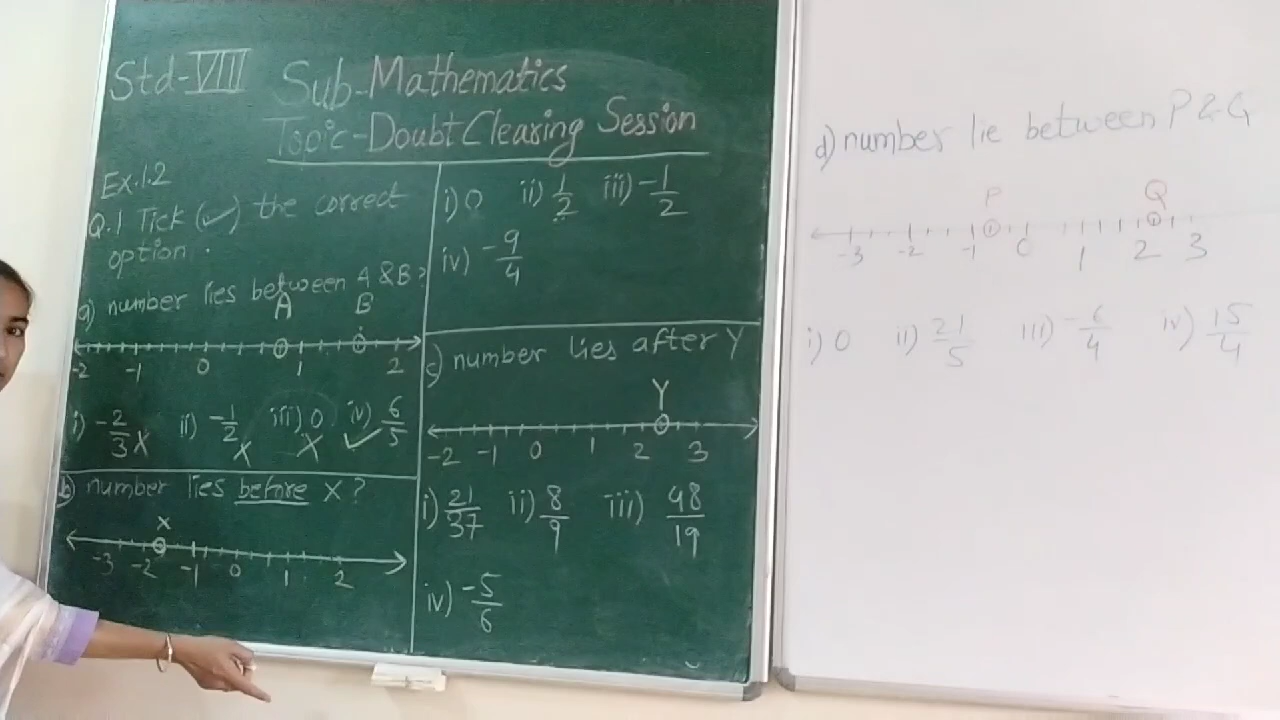 Std-VIII Sub-Mathematics
Topic-Doubt Clearing Session
Ex.1.2
Q.1 Tick (✓) the correct
option.
a) number lies between A & B?
A B
-2 -1 0 1 2
i) -2/3 X ii) -1/2 X iii) 0 X iv) 6/5 ✓
b) number lies before X?
X
-3 -2 -1 0 1 2
i) 0 ii) 1/2 iii) -1/2
iv) -9/4
c) number lies after Y
Y
-2 -1 0 1 2 3
i) 21/37 ii) 8/9 iii) 48/19
iv) -5/6
d) number lie between P & Q
P Q
-3 -2 -1 0 1 2 3
i) 0 ii) 21/5 iii) -6/4 iv) 15/4